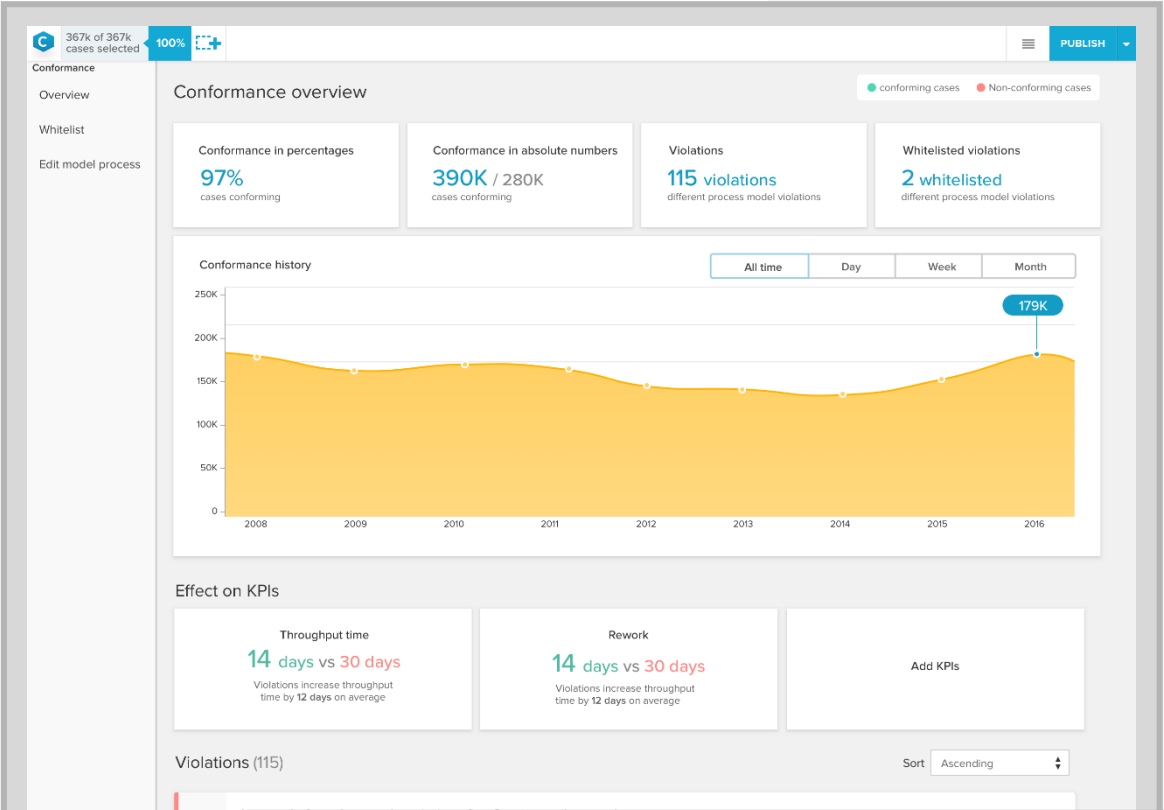 C
367k of 367k
cases selected
100%
PUBLISH
Conformance
Overview
Whitelist
Edit model process
Conformance overview
conforming cases
Non-conforming cases
Conformance in percentages
97%
cases conforming
Conformance in absolute numbers
390K / 280K
cases conforming
Violations
115 violations
different process model violations
Whitelisted violations
2 whitelisted
different process model violations
Conformance history
All time
Day
Week
Month
250K
200K
150K
100K
50K
0
179K
2008
2009
2010
2011
2012
2013
2014
2015
2016
Effect on KPIs
Throughput time
14 days vs 30 days
Violations increase throughput
time by 12 days on average
Rework
14 days vs 30 days
Violations increase throughput
time by 12 days on average
Add KPIs
Violations (115)
Sort
Ascending